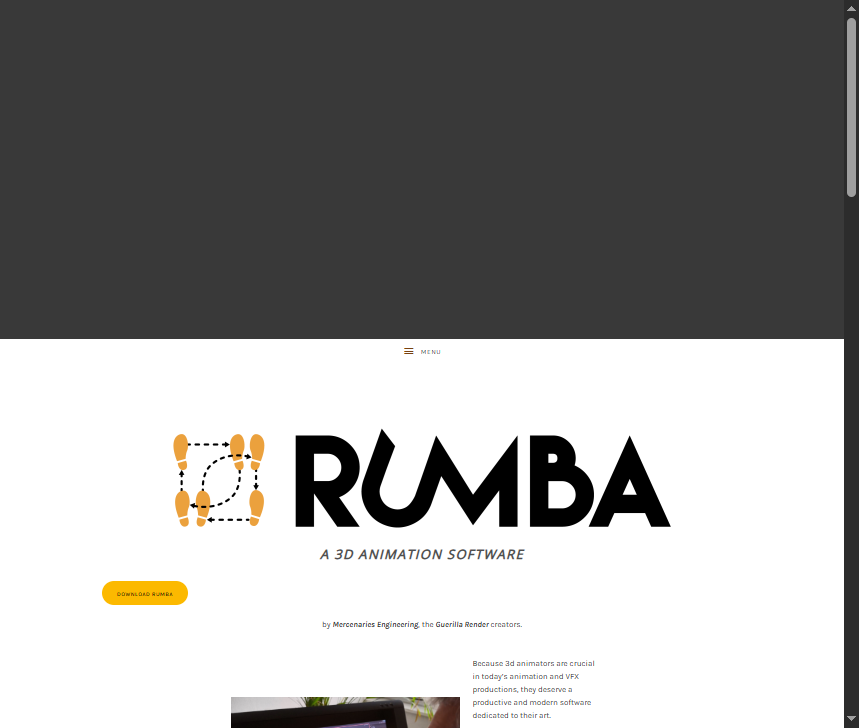 MENU
RUMBA
A 3D ANIMATION SOFTWARE
DOWNLOAD RUMBA
by Mercenaries Engineering, the Guerilla Render creators.
Because 3d animators are crucial
in today's animation and VFX
productions, they deserve a
productive and modern software
dedicated to their art.